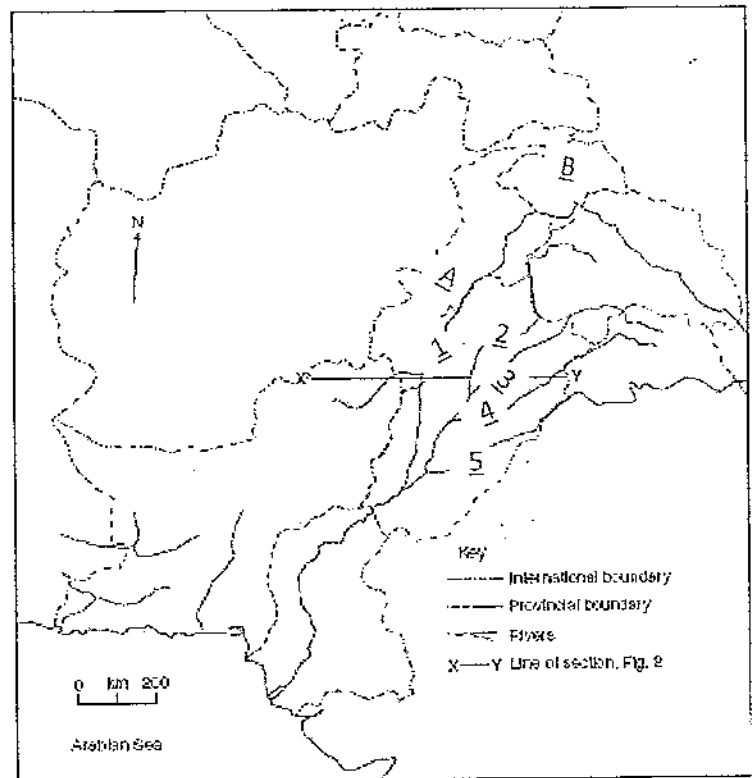 B
N
A
1
2
X
3
Y
4
5
Key
International boundary
Provincial boundary
Rivers
X Y Line of section, Fig. 2
0 km 200
Arabian Sea